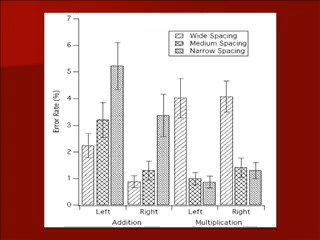 7
6
5
4
3
2
1
0
Error Rate (%)
Wide Spacing
Medium Spacing
Narrow Spacing
Left Right Left Right
Addition Multiplication